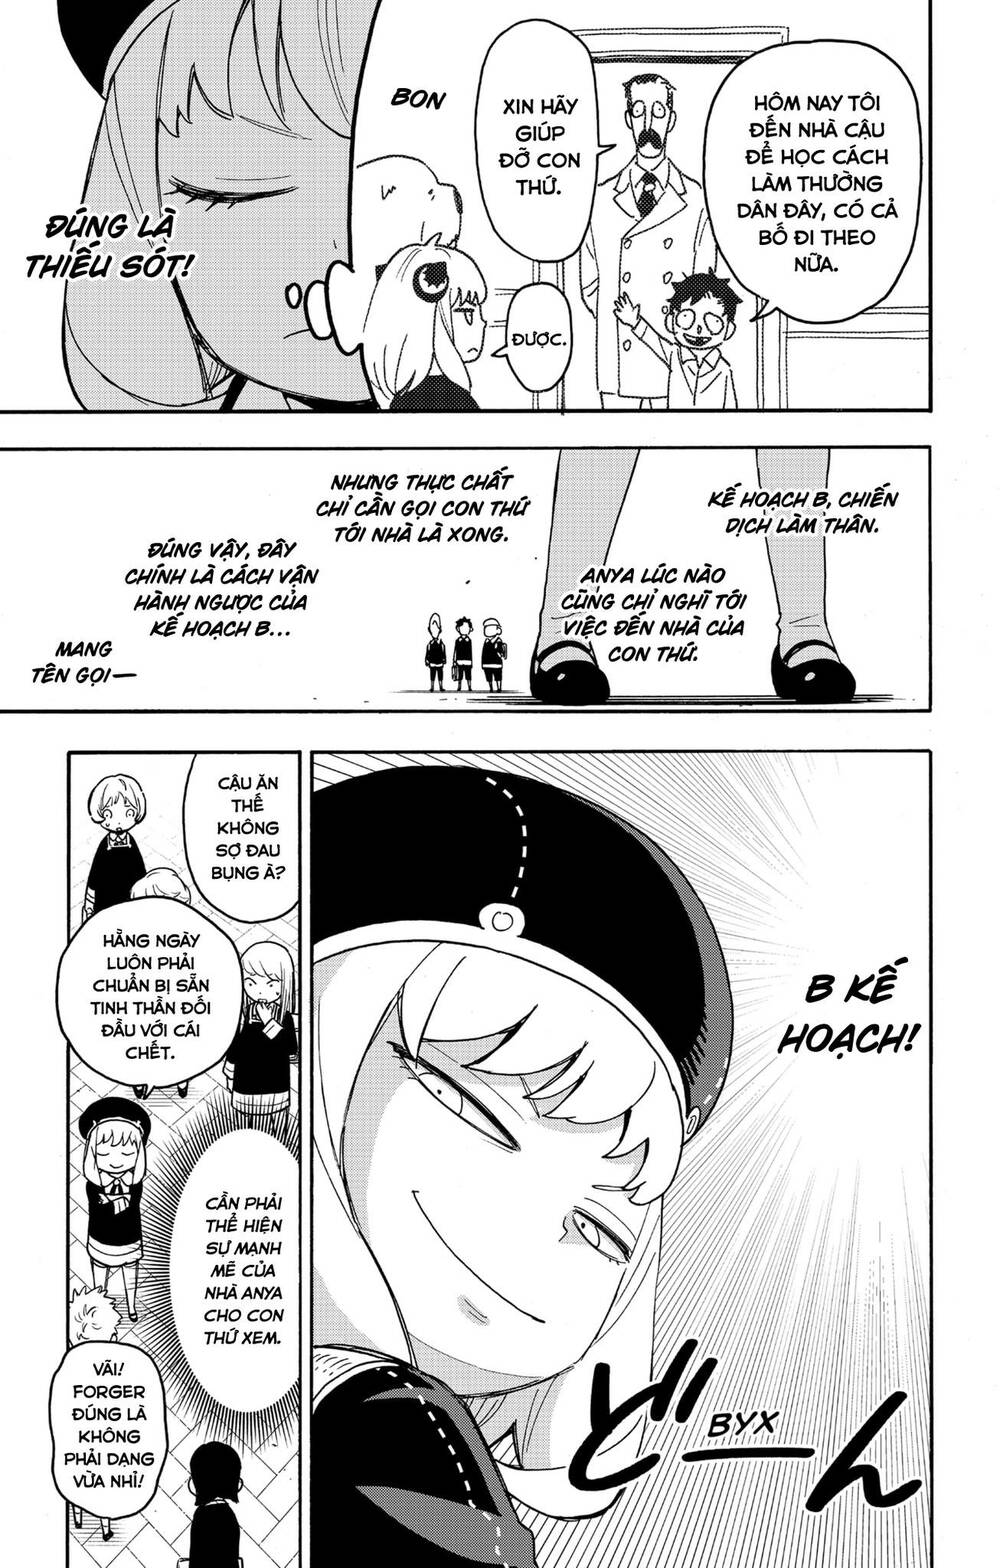 HÔM NAY TÔI
ĐẾN NHÀ CẬU
ĐỂ HỌC CÁCH
LÀM THƯỜNG
DÂN ĐÂY, CÓ CẢ
BỐ ĐI THEO
NỮA.
XIN HÃY
GIÚP
ĐỠ CON
THỨ.
BON
ĐƯỢC.
ĐÚNG LÀ
THIẾU SÓT!
KẾ HOẠCH B, CHIẾN
DỊCH LÀM THÂN.
ANYA LÚC NÀO
CŨNG CHỈ NGHĨ TỚI
VIỆC ĐẾN NHÀ CỦA
CON THỨ.
NHƯNG THỰC CHẤT
CHỈ CẦN GỌI CON THỨ
TỚI NHÀ LÀ XONG.
ĐÚNG VẬY, ĐÂY
CHÍNH LÀ CÁCH VẬN
HÀNH NGƯỢC CỦA
KẾ HOẠCH B...
MANG
TÊN GỌI—
B KẾ
HOẠCH!
どーん
BYX
CẬU ĂN
THẾ
KHÔNG
SỢ ĐAU
BỤNG À?
HẰNG NGÀY
LUÔN PHẢI
CHUẨN BỊ SẴN
TINH THẦN ĐỐI
ĐẦU VỚI CÁI
CHẾT.
CẦN PHẢI
THỂ HIỆN
SỰ MẠNH
MẼ CỦA
NHÀ ANYA
CHO CON
THỨ XEM.
VÃI!
FORGER
ĐÚNG LÀ
KHÔNG
PHẢI DẠNG
VỪA NHỈ!